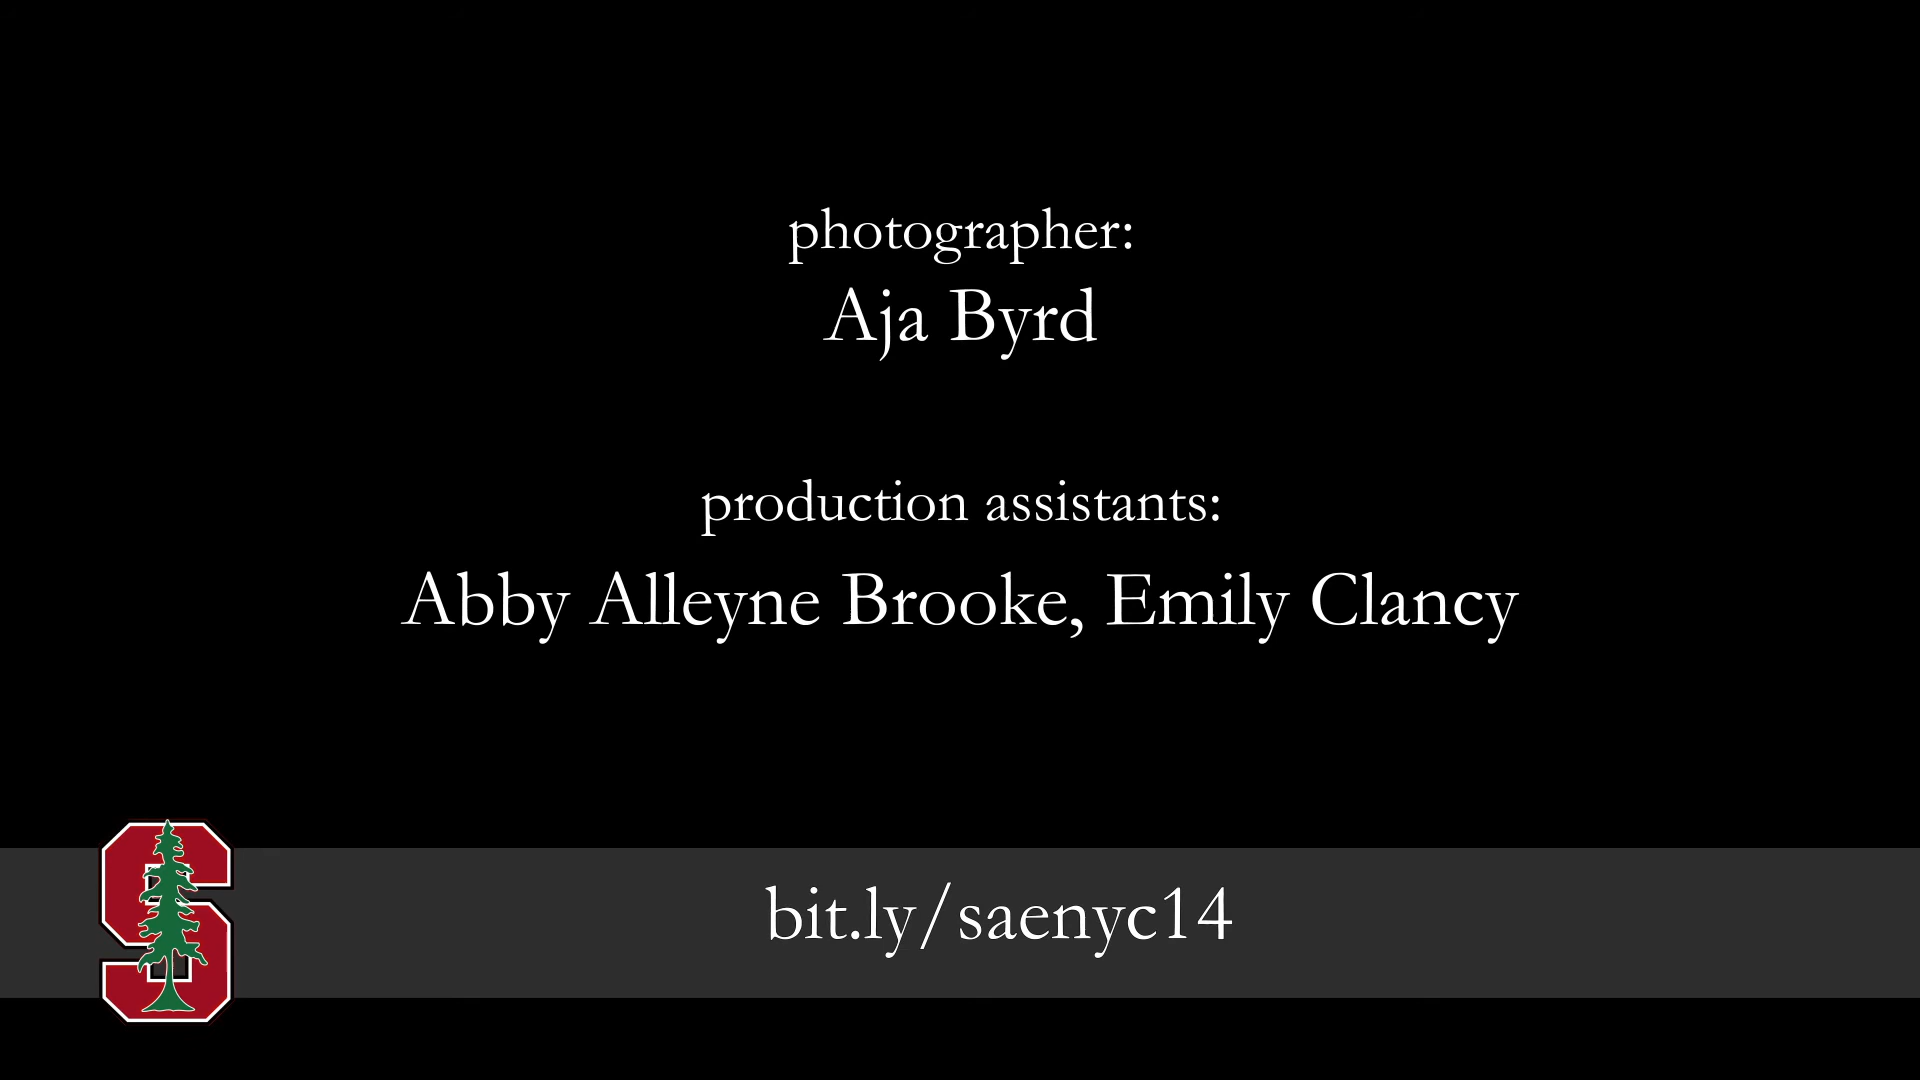 photographer:
Aja Byrd
production assistants:
Abby Alleyne Brooke, Emily Clancy
bit.ly/saenyc14